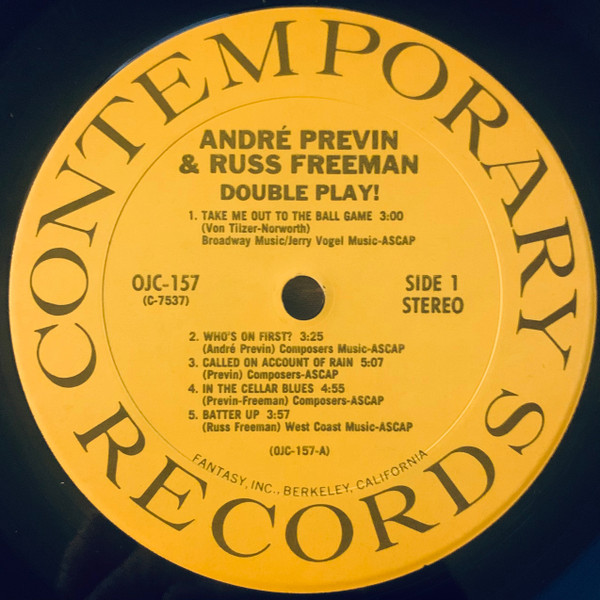 CONTEMPORARY
RECORDS
ANDRÉ PREVIN
& RUSS FREEMAN
DOUBLE PLAY!
1. TAKE ME OUT TO THE BALL GAME 3:00
(Von Tilzer-Norworth)
Broadway Music/Jerry Vogel Music-ASCAP
OJC-157
(C-7537)
SIDE 1
STEREO
2. WHO'S ON FIRST? 3:25
(André Previn) Composers Music-ASCAP
3. CALLED ON ACCOUNT OF RAIN 5:07
(Previn) Composers-ASCAP
4. IN THE CELLAR BLUES 4:55
(Previn-Freeman) Composers-ASCAP
5. BATTER UP 3:57
(Russ Freeman) West Coast Music-ASCAP
(OJC-157-A)
FANTASY, INC., BERKELEY, CALIFORNIA